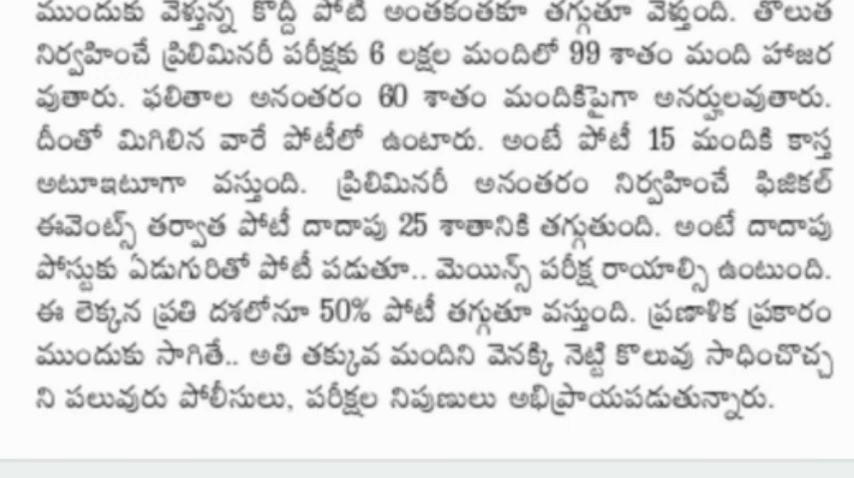 ముందుకు వెళ్తున్న కొద్దీ పోటీ అంతకంతకూ తగ్గుతూ వెళ్తుంది. తొలుత
నిర్వహించే ప్రిలిమినరీ పరీక్షకు 6 లక్షల మందిలో 99 శాతం మంది హాజర
వుతారు. ఫలితాల అనంతరం 60 శాతం మందికిపైగా అనర్హులవుతారు.
దీంతో మిగిలిన వారే పోటీలో ఉంటారు. అంటే పోటీ 15 మందికి కాస్త
అటూఇటూగా వస్తుంది. ప్రిలిమినరీ అనంతరం నిర్వహించే ఫిజికల్
ఈవెంట్స్ తర్వాత పోటీ దాదాపు 25 శాతానికి తగ్గుతుంది. అంటే దాదాపు
పోస్టుకు ఏడుగురితో పోటీ పడుతూ.. మెయిన్స్ పరీక్ష రాయాల్సి ఉంటుంది.
ఈ లెక్కన ప్రతి దశలోనూ 50% పోటీ తగ్గుతూ వస్తుంది. ప్రణాళిక ప్రకారం
ముందుకు సాగితే.. అతి తక్కువ మందిని వెనక్కి నెట్టి కొలువు సాధించొచ్చ
ని పలువురు పోలీసులు, పరీక్షల నిపుణులు అభిప్రాయపడుతున్నారు.